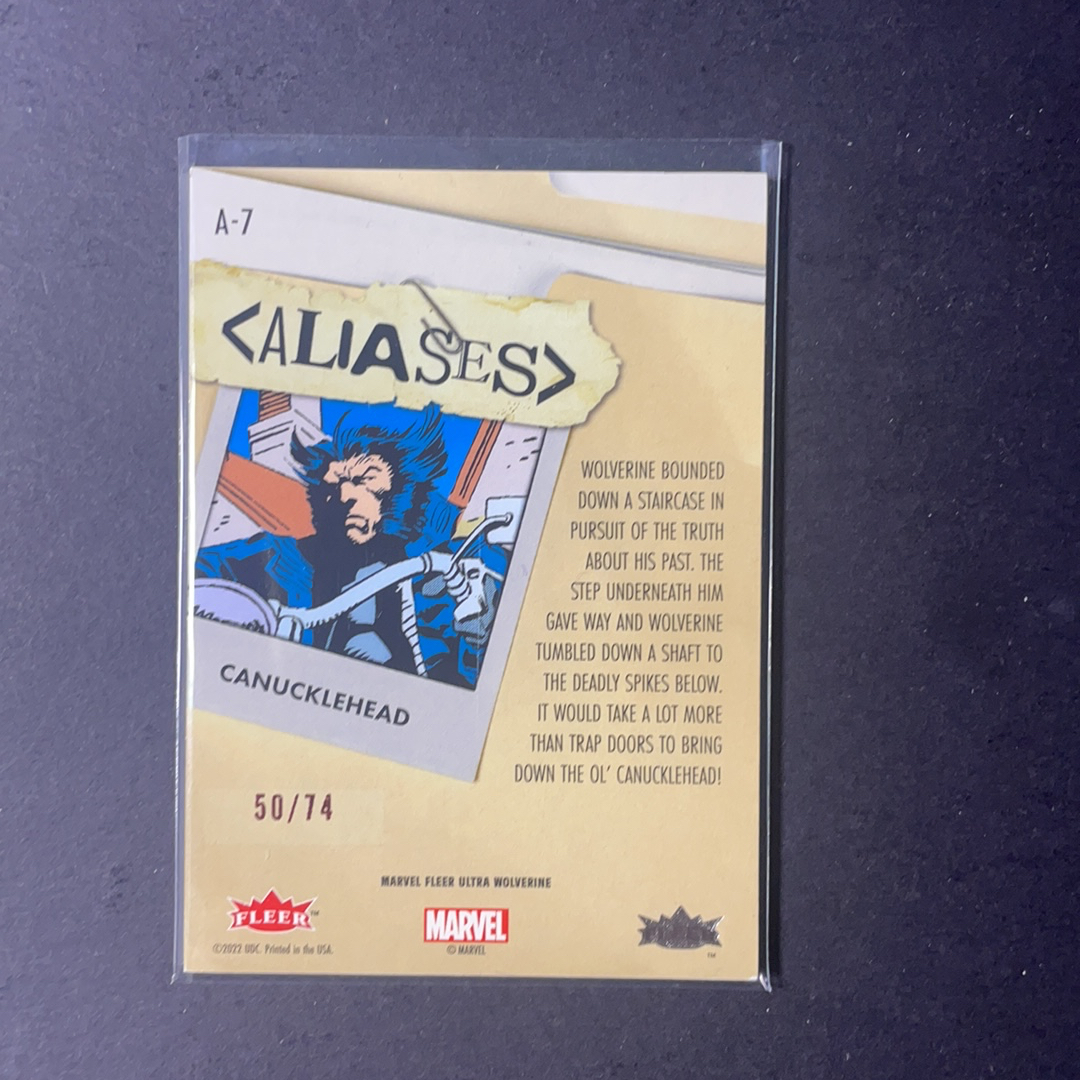 A-7
<ALIASES>
WOLVERINE BOUNDED
DOWN A STAIRCASE IN
PURSUIT OF THE TRUTH
ABOUT HIS PAST. THE
STEP UNDERNEATH HIM
GAVE WAY AND WOLVERINE
TUMBLED DOWN A SHAFT TO
THE DEADLY SPIKES BELOW.
IT WOULD TAKE A LOT MORE
THAN TRAP DOORS TO BRING
DOWN THE OL' CANUCKLEHEAD!
CANUCKLEHEAD
50/74
MARVEL FLEER ULTRA WOLVERINE
FLEER™
©2022 UDC. Printed in the USA.
MARVEL
© MARVEL
™